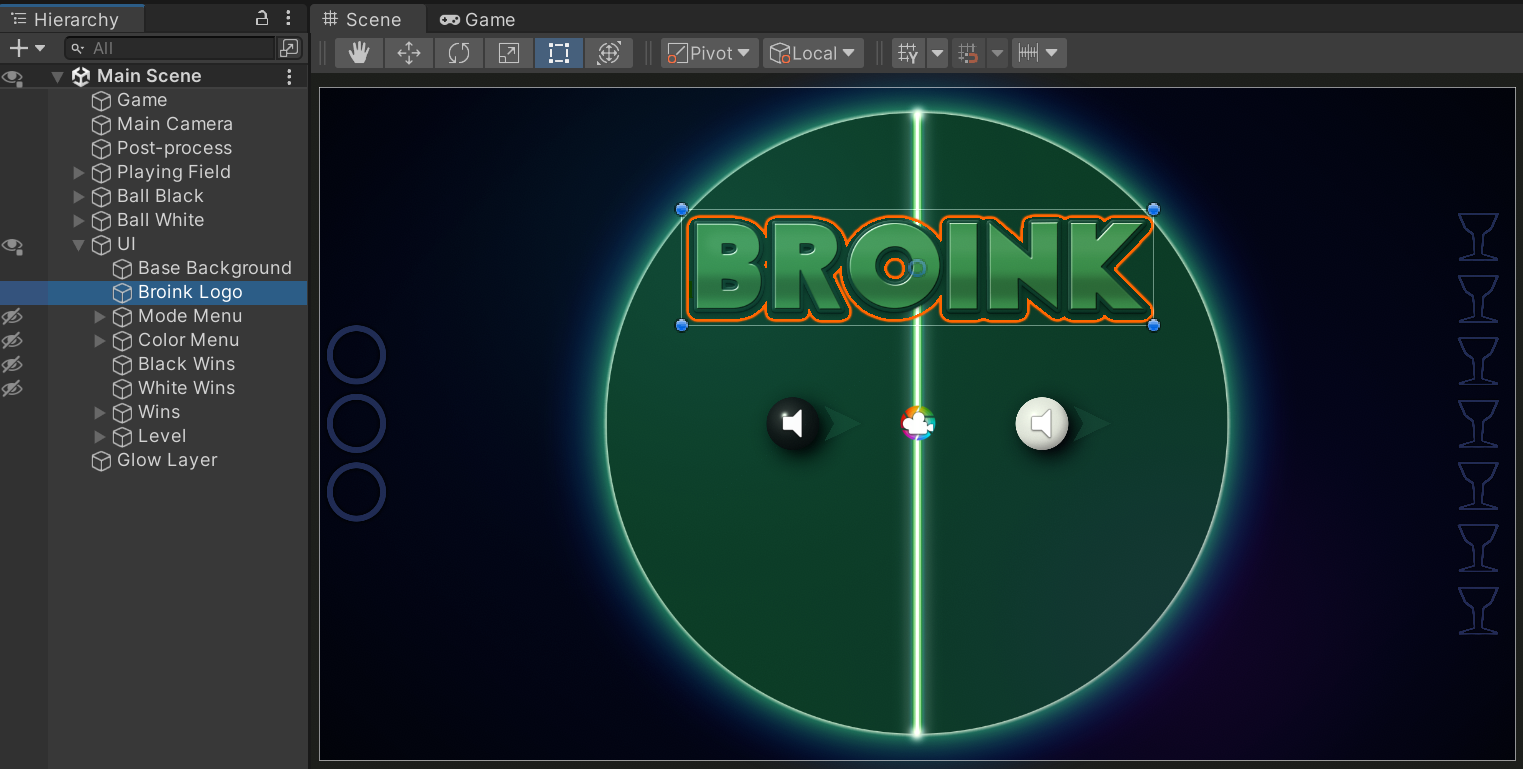 Hierarchy
All
Main Scene
Game
Main Camera
Post-process
Playing Field
Ball Black
Ball White
UI
Base Background
Broink Logo
Mode Menu
Color Menu
Black Wins
White Wins
Wins
Level
Glow Layer
Scene Game
Pivot Local
BROINK